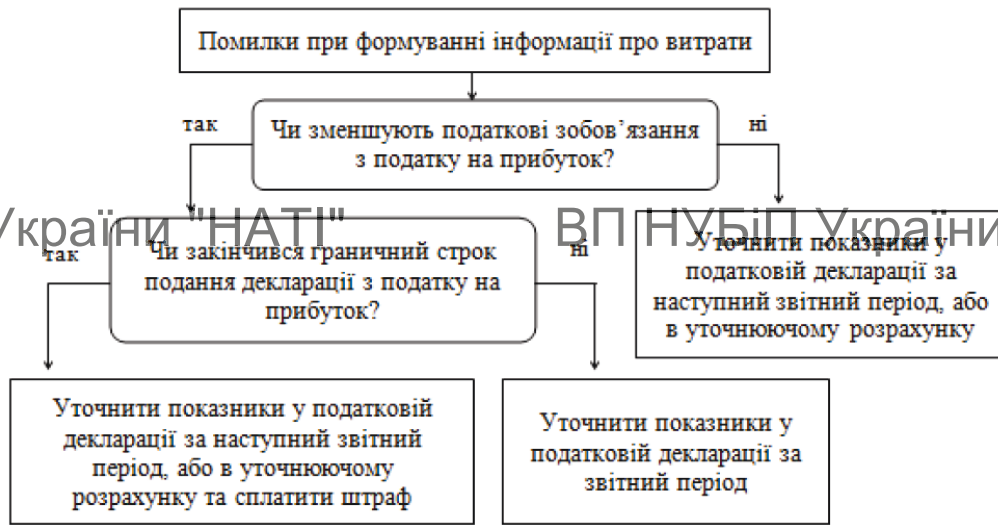 Помилки при формуванні інформації про витрати
так
Чи зменшують податкові зобов’язання
з податку на прибуток?
ні
України "НАТІ"
ВП НУБіП України
так
Чи закінчився граничний строк
подання декларації з податку на
прибуток?
ні
Уточнити показники у
податковій декларації за
наступний звітний період, або
в уточнюючому розрахунку
Уточнити показники у податковій
декларації за наступний звітний
період, або в уточнюючому
розрахунку та сплатити штраф
Уточнити показники у
податковій декларації за
звітний період